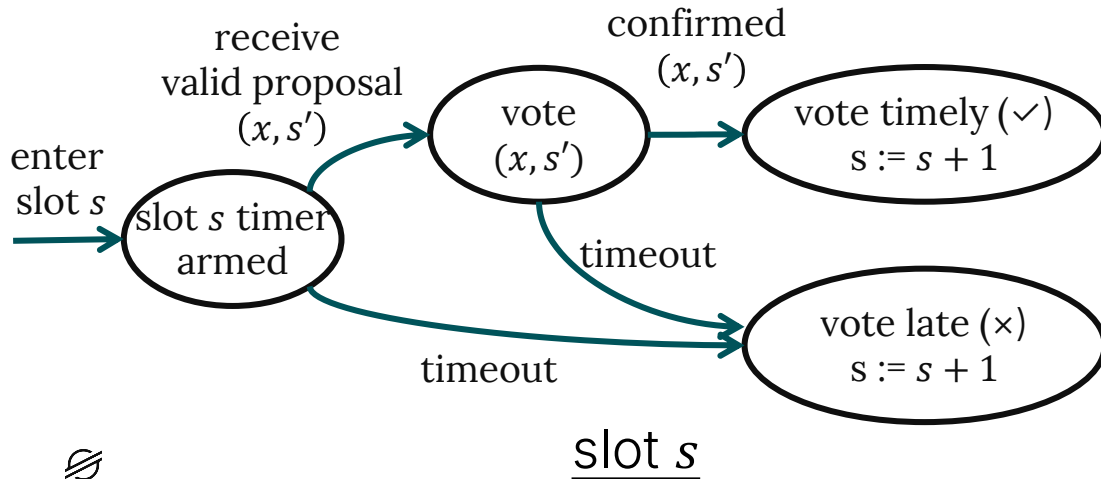 receive
valid proposal
(x, s′)
confirmed
(x, s′)
enter
slot s
slot s timer
armed
vote
(x, s′)
vote timely (✓)
s := s + 1
timeout
timeout
vote late (×)
s := s + 1
slot s